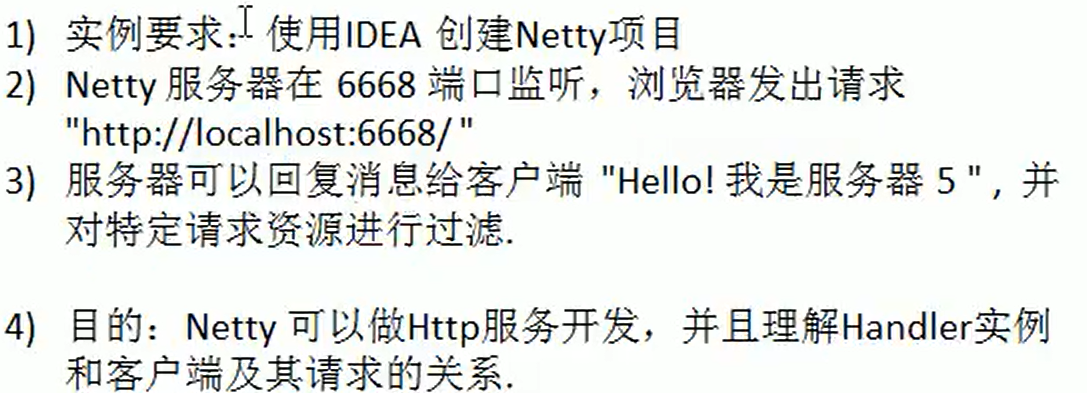 1) 实例要求: 使用IDEA 创建Netty项目
2) Netty 服务器在 6668 端口监听，浏览器发出请求
"http://localhost:6668/ "
3) 服务器可以回复消息给客户端 "Hello! 我是服务器 5 " , 并
对特定请求资源进行过滤.
4) 目的：Netty 可以做Http服务开发，并且理解Handler实例
和客户端及其请求的关系.